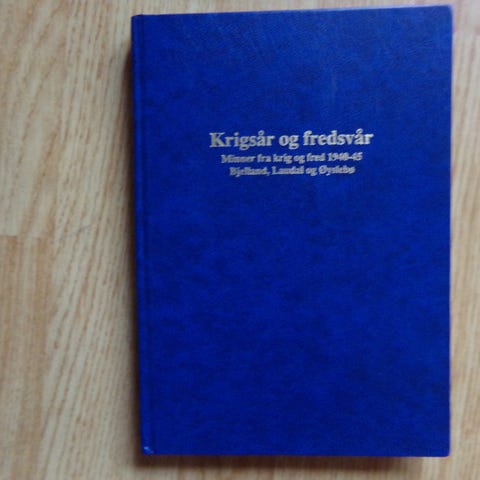 Krigsår og fredsvår
Minner fra krig og fred 1940-45
Bjelland, Laudal og Øyslebø